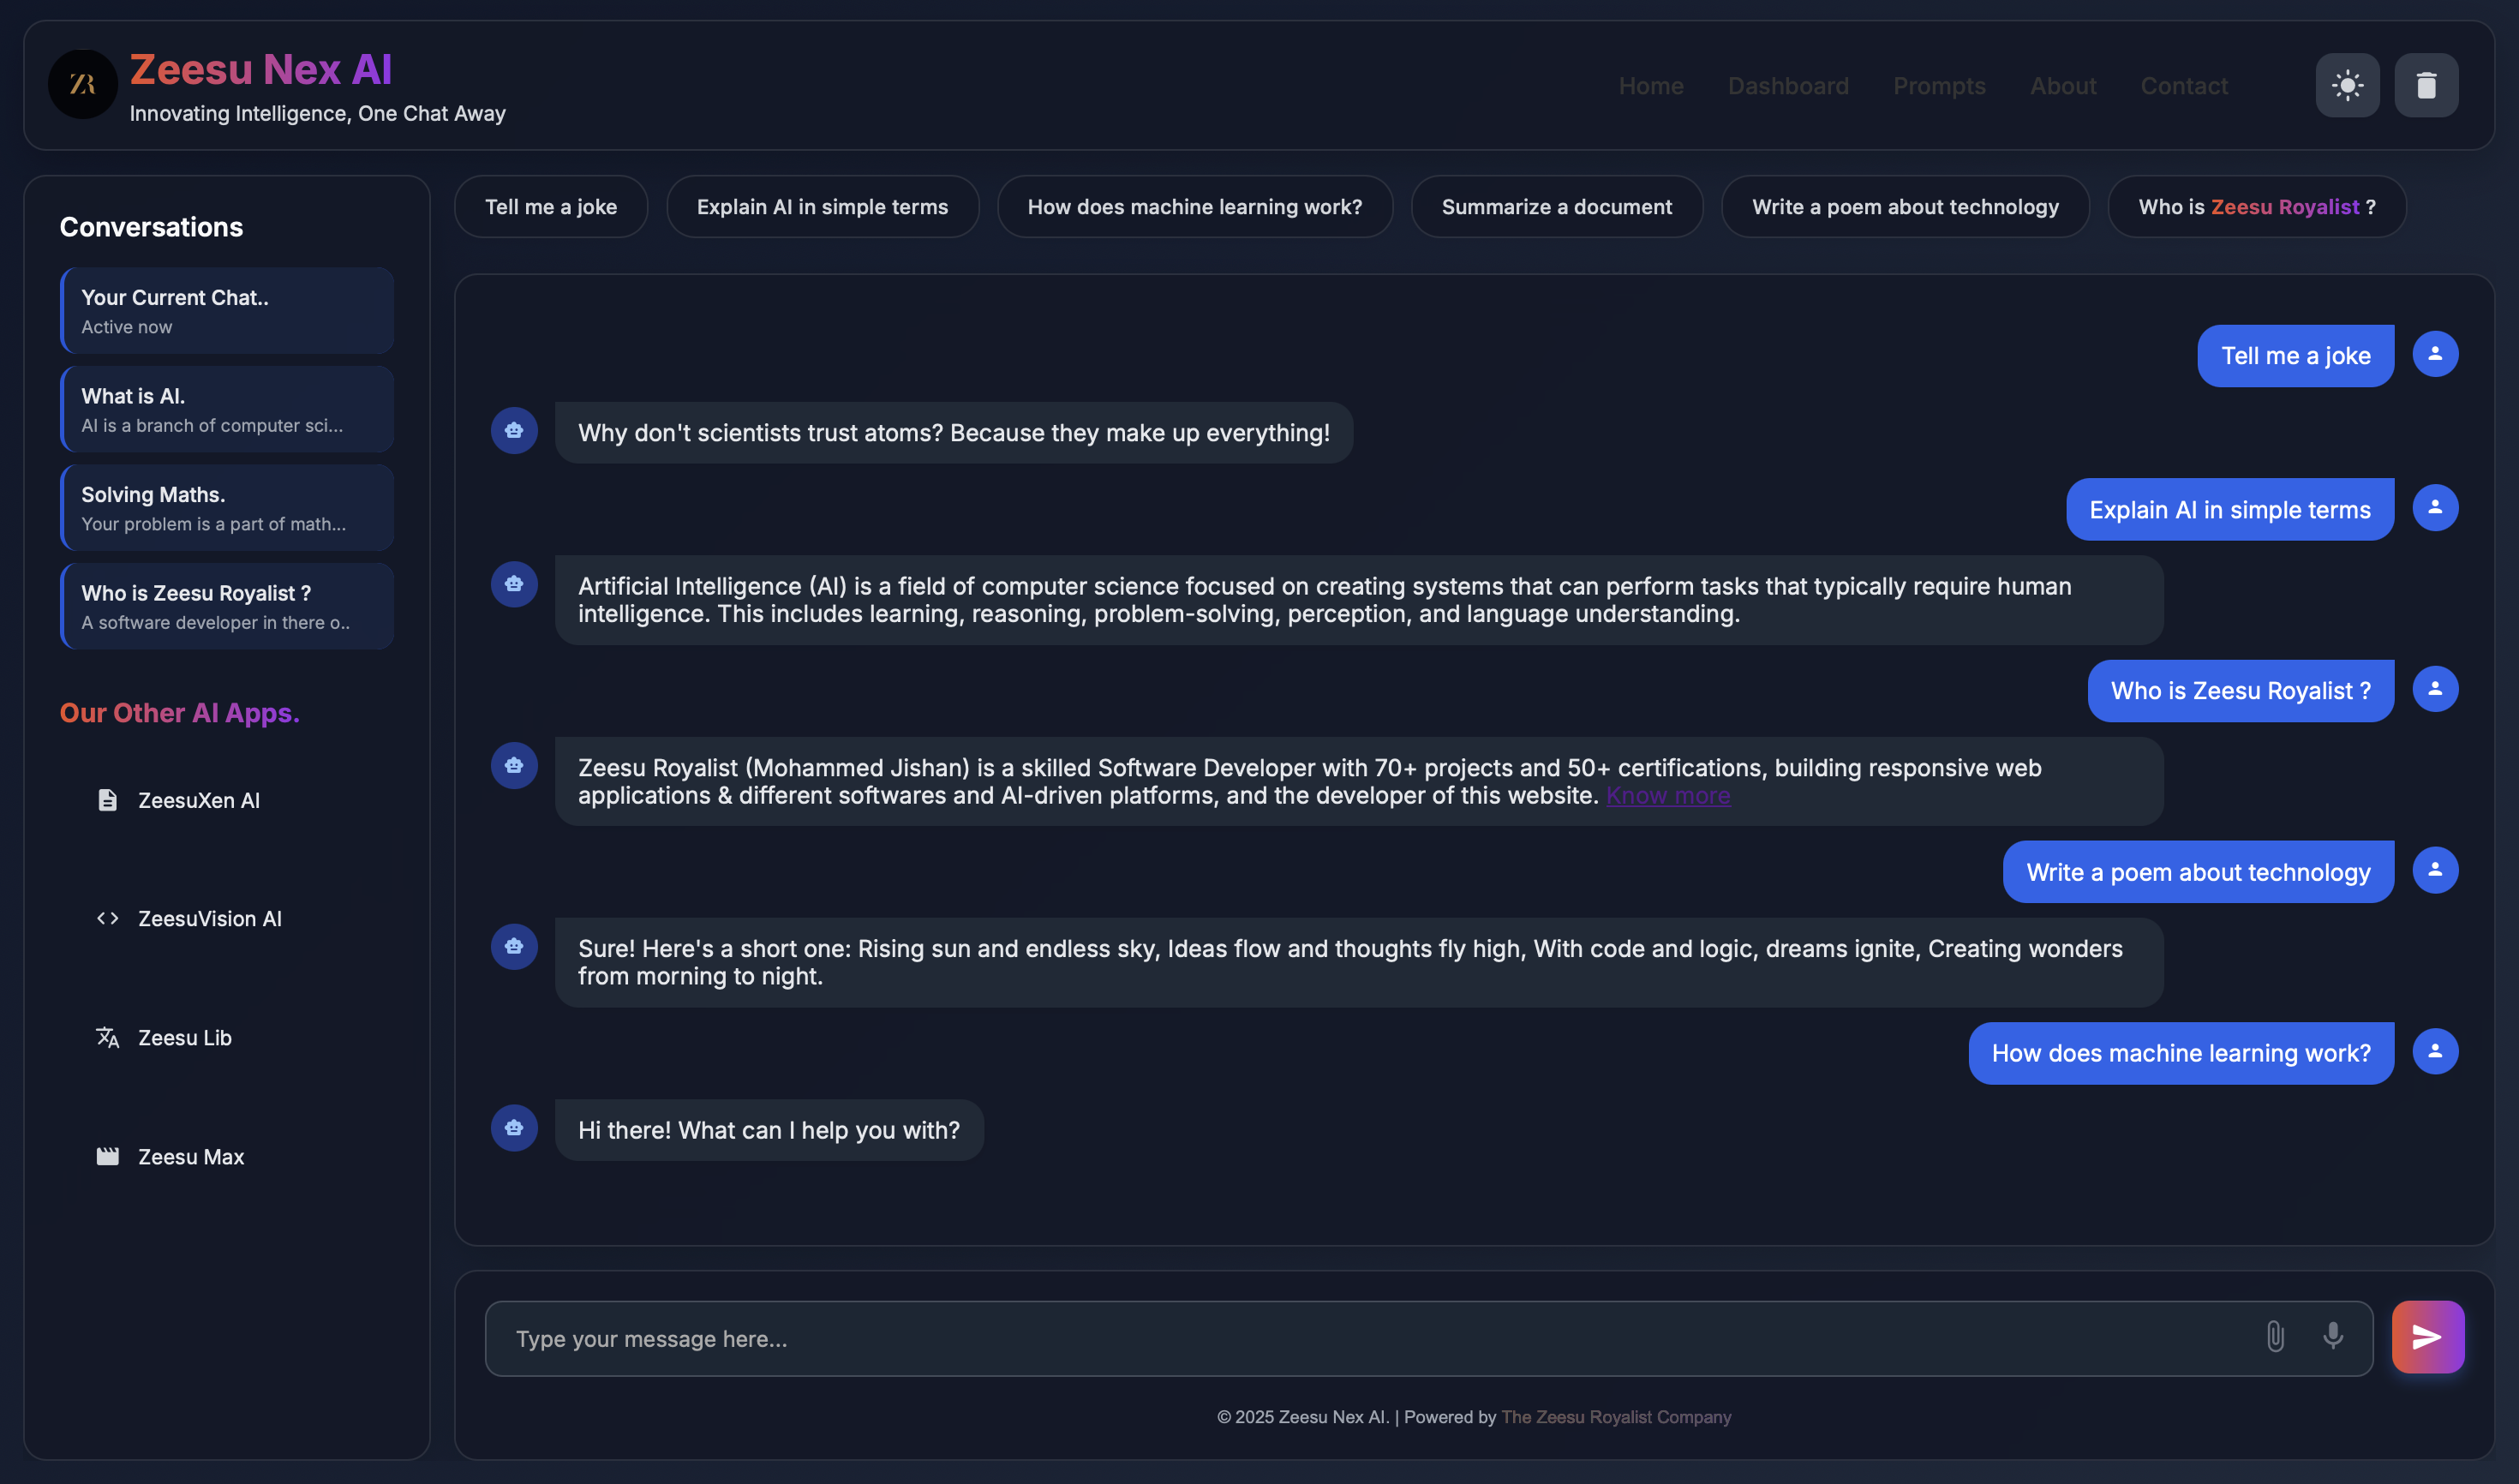 ZR
Zeesu Nex AI
Innovating Intelligence, One Chat Away
Home Dashboard Prompts About Contact
Conversations
Your Current Chat..
Active now
What is AI.
AI is a branch of computer sci...
Solving Maths.
Your problem is a part of math...
Who is Zeesu Royalist ?
A software developer in there o..
Our Other AI Apps.
ZeesuXen AI
ZeesuVision AI
Zeesu Lib
Zeesu Max
Tell me a joke
Explain AI in simple terms
How does machine learning work?
Summarize a document
Write a poem about technology
Who is Zeesu Royalist ?
Tell me a joke
Why don't scientists trust atoms? Because they make up everything!
Explain AI in simple terms
Artificial Intelligence (AI) is a field of computer science focused on creating systems that can perform tasks that typically require human
intelligence. This includes learning, reasoning, problem-solving, perception, and language understanding.
Who is Zeesu Royalist ?
Zeesu Royalist (Mohammed Jishan) is a skilled Software Developer with 70+ projects and 50+ certifications, building responsive web
applications & different softwares and AI-driven platforms, and the developer of this website. Know more
Write a poem about technology
Sure! Here's a short one: Rising sun and endless sky, Ideas flow and thoughts fly high, With code and logic, dreams ignite, Creating wonders
from morning to night.
How does machine learning work?
Hi there! What can I help you with?
Type your message here...
© 2025 Zeesu Nex AI. | Powered by The Zeesu Royalist Company